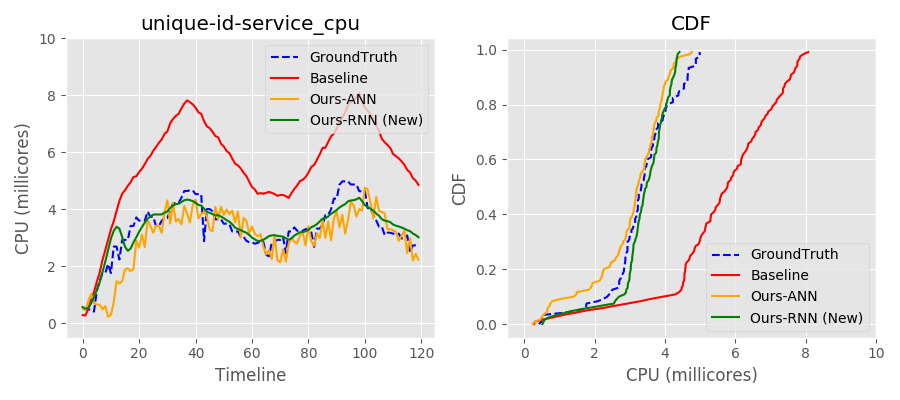 unique-id-service_cpu
CPU (millicores)
10
8
6
4
2
0
GroundTruth
Baseline
Ours-ANN
Ours-RNN (New)
0
20
40
60
80
100
120
Timeline
CDF
CDF
1.0
0.8
0.6
0.4
0.2
0.0
GroundTruth
Baseline
Ours-ANN
Ours-RNN (New)
0
2
4
6
8
10
CPU (millicores)